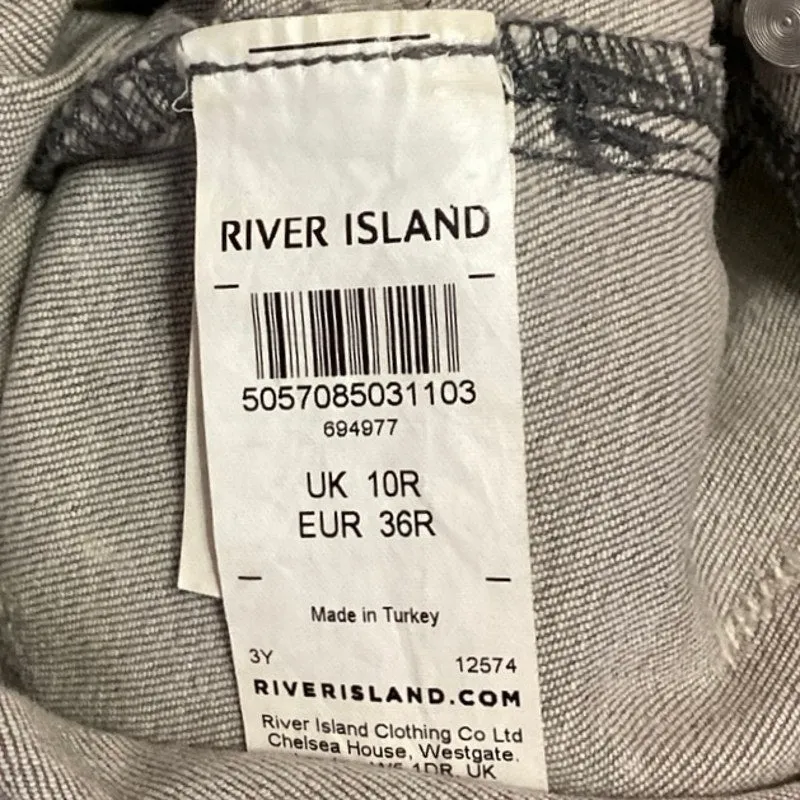 RIVER ISLAND
5057085031103
694977
UK 10R
EUR 36R
Made in Turkey
3Y 12574
RIVERISLAND.COM
River Island Clothing Co Ltd
Chelsea House, Westgate.
W5 1DR, UK